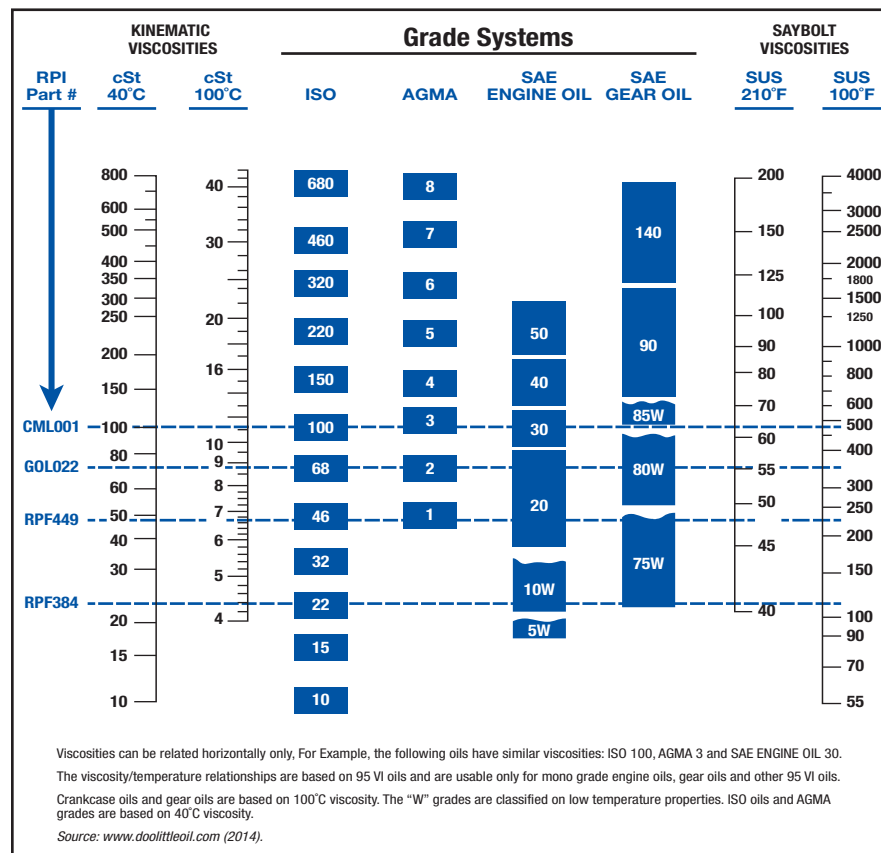 KINEMATIC
VISCOSITIES
Grade Systems
SAYBOLT
VISCOSITIES
RPI
Part #
cSt
40°C
cSt
100°C
ISO
AGMA
SAE
ENGINE OIL
SAE
GEAR OIL
SUS
210°F
SUS
100°F
800
600
500
400
350
300
250
200
150
100
80
60
50
40
30
20
15
10
40
30
20
16
10
9
8
7
6
5
4
680
460
320
220
150
100
68
46
32
22
15
10
8
7
6
5
4
3
2
1
50
40
30
20
10W
5W
140
90
85W
80W
75W
200
150
125
100
90
80
70
60
55
50
45
40
4000
3000
2500
2000
1800
1500
1250
1000
800
600
500
400
300
250
200
150
100
90
70
55
CML001
GOL022
RPF449
RPF384
Viscosities can be related horizontally only, For Example, the following oils have similar viscosities: ISO 100, AGMA 3 and SAE ENGINE OIL 30.
The viscosity/temperature relationships are based on 95 VI oils and are usable only for mono grade engine oils, gear oils and other 95 VI oils.
Crankcase oils and gear oils are based on 100°C viscosity. The “W” grades are classified on low temperature properties. ISO oils and AGMA
grades are based on 40°C viscosity.
Source: www.doolittleoil.com (2014).